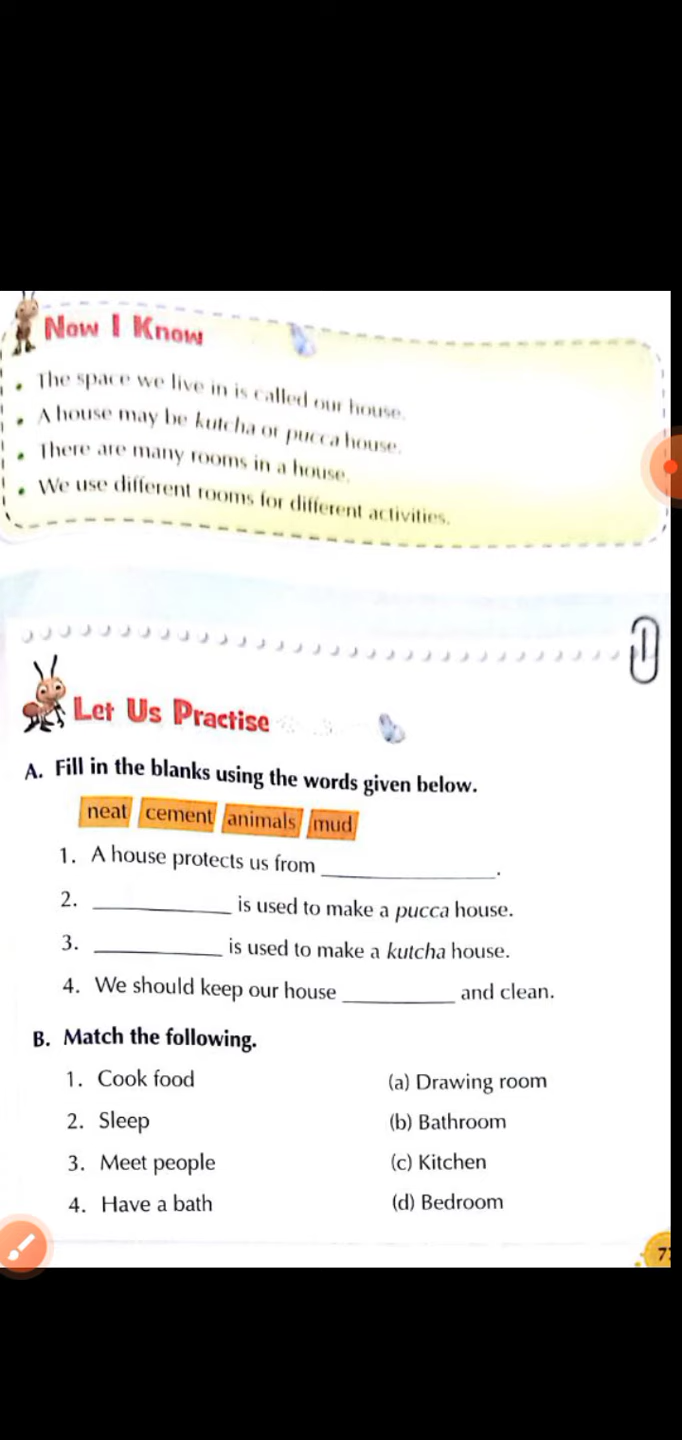 Now I Know
• The space we live in is called our house.
• A house may be kutcha or pucca house.
• There are many rooms in a house.
• We use different rooms for different activities.
Let Us Practise
A. Fill in the blanks using the words given below.
neat cement animals mud
1. A house protects us from ________________.
2. ______________ is used to make a pucca house.
3. ______________ is used to make a kutcha house.
4. We should keep our house ___________ and clean.
B. Match the following.
1. Cook food (a) Drawing room
2. Sleep (b) Bathroom
3. Meet people (c) Kitchen
4. Have a bath (d) Bedroom